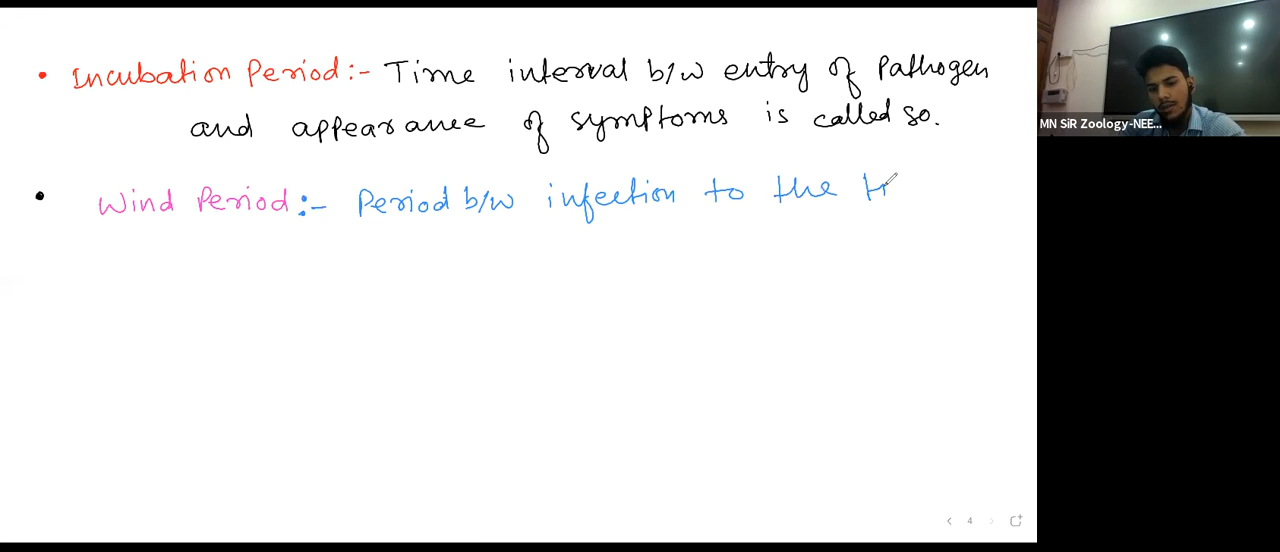 • Incubation Period:- Time interval b/w entry of Pathogen
and appearance of symptoms is called so.
• Wind Period:- Period b/w infection to the
MN SiR Zoology-NEE...
4